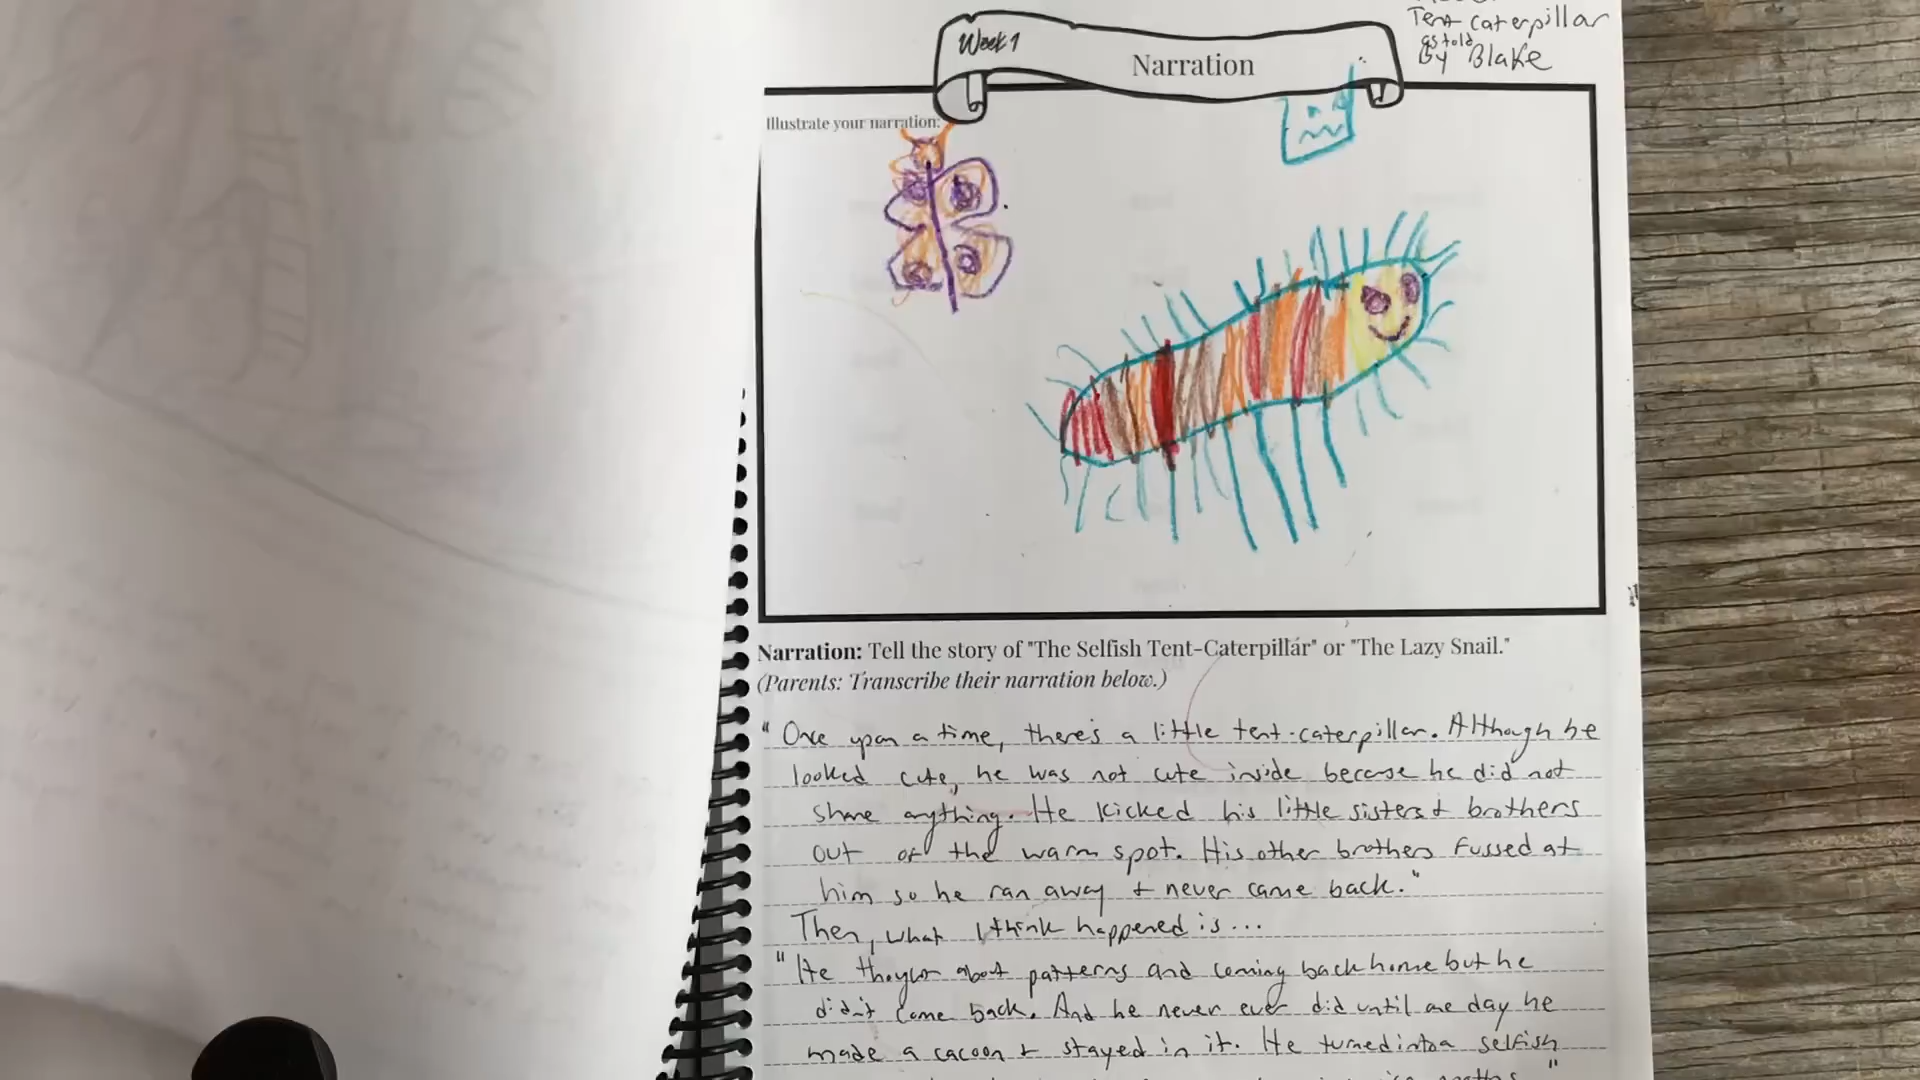 Tent caterpillar
as told
By Blake
Week 1
Narration
Illustrate your narration:
Narration: Tell the story of "The Selfish Tent-Caterpillar" or "The Lazy Snail."
(Parents: Transcribe their narration below.)
" Once upon a time, there's a little tent-caterpillar. Although he
looked cute, he was not cute inside because he did not
share anything. He kicked his little sisters + brothers
out of the warm spot. His other brothers fussed at
him so he ran away + never came back."
Then, what I think happened is...
"He about patterns and coming back home but he
didn't come back. And he never ever did until one day he
made a cacoon + stayed in it. He turned into a selfish
moths."